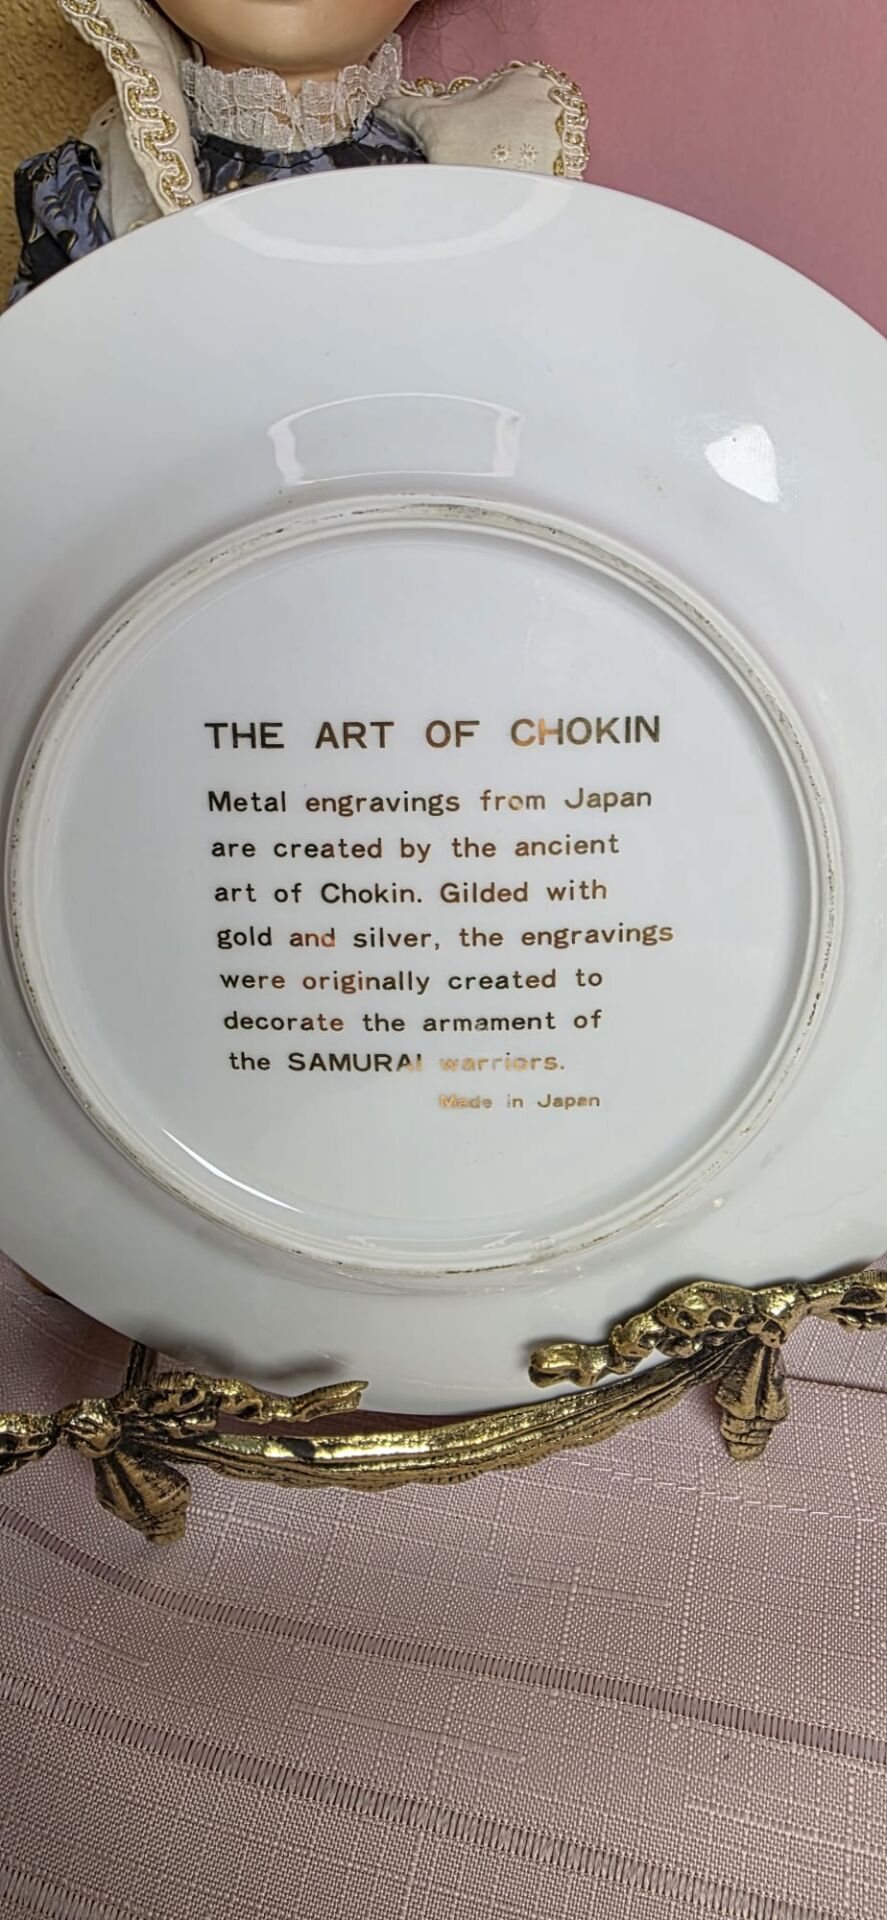 THE ART OF CHOKIN
Metal engravings from Japan
are created by the ancient
art of Chokin. Gilded with
gold and silver, the engravings
were originally created to
decorate the armament of
the SAMURAI warriors.
Made in Japan